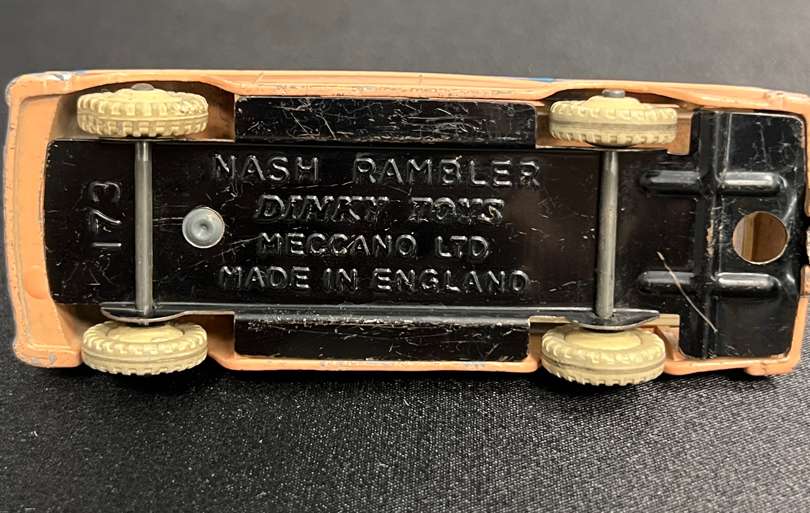 NASH RAMBLER
DINKY TOYS
MECCANO LTD
MADE IN ENGLAND
173